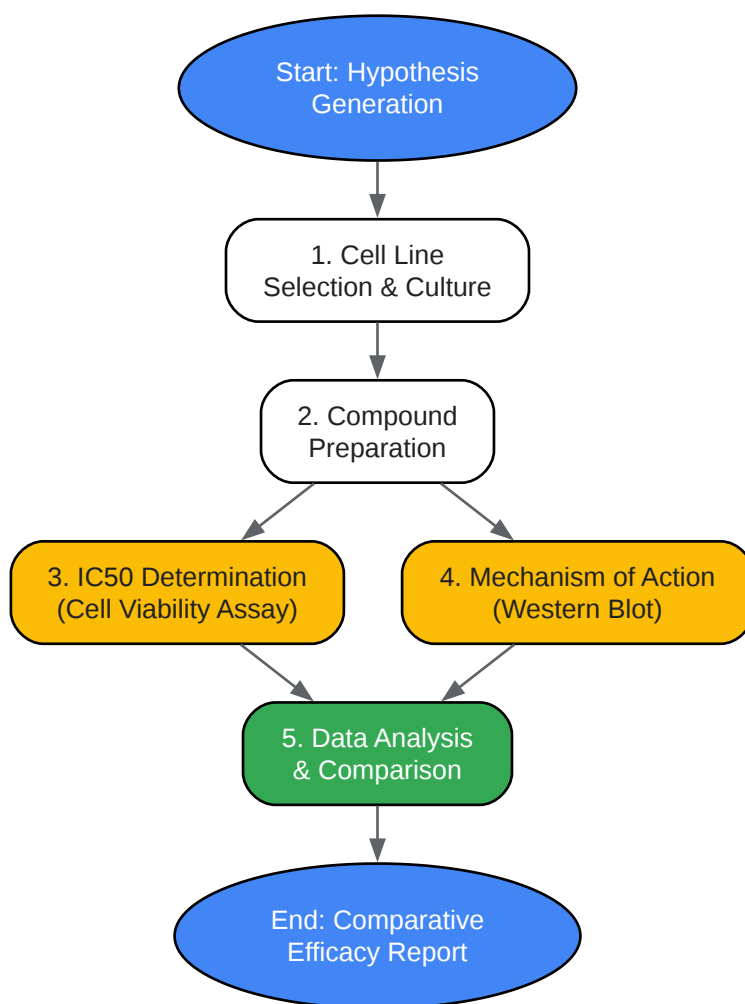 Start: Hypothesis
Generation
1. Cell Line
Selection & Culture
2. Compound
Preparation
3. IC50 Determination
(Cell Viability Assay)
4. Mechanism of Action
(Western Blot)
5. Data Analysis
& Comparison
End: Comparative
Efficacy Report